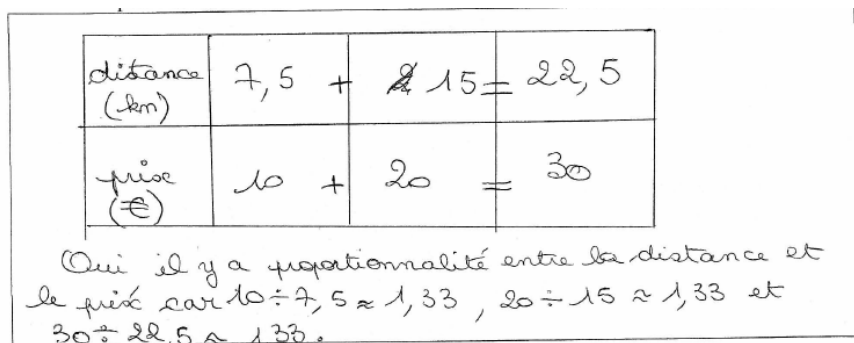 distance 7,5 + 15 = 22,5
(km)
prix 10 + 20 = 30
(€)
Oui il y a proportionnalité entre la distance et
le prix car 10 ÷ 7,5 ≈ 1,33 , 20 ÷ 15 ≈ 1,33 et
30 ÷ 22,5 ≈ 1,33.